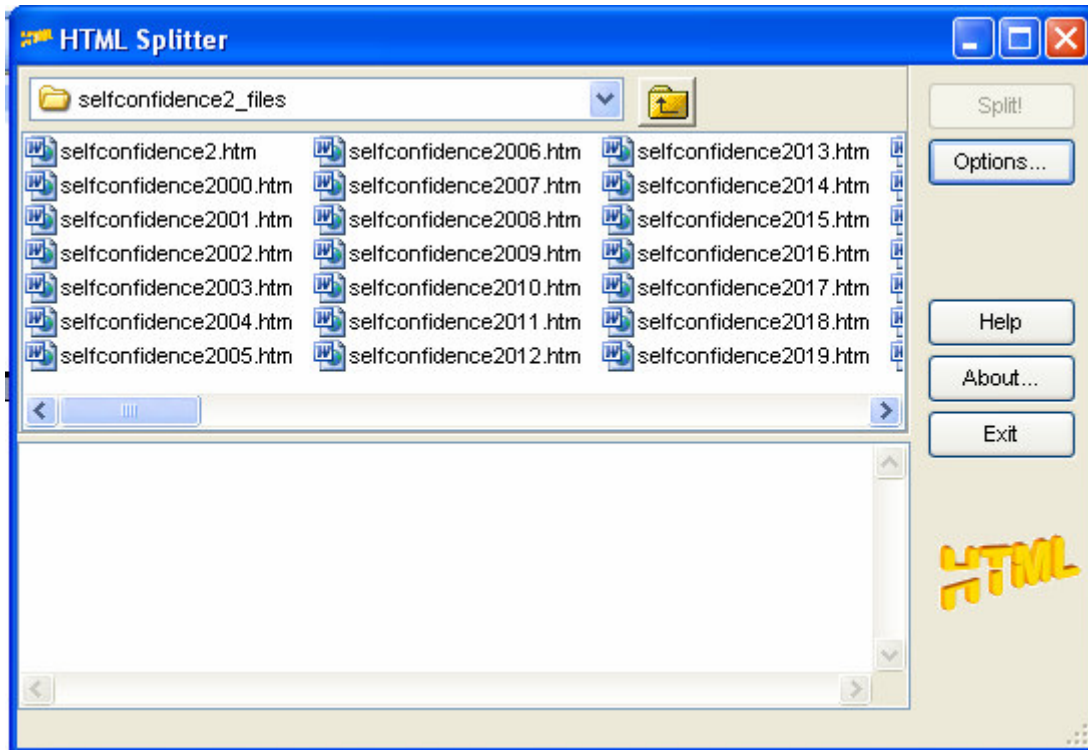 HTML Splitter
selfconfidence2_files
selfconfidence2.htm
selfconfidence2000.htm
selfconfidence2001.htm
selfconfidence2002.htm
selfconfidence2003.htm
selfconfidence2004.htm
selfconfidence2005.htm
selfconfidence2006.htm
selfconfidence2007.htm
selfconfidence2008.htm
selfconfidence2009.htm
selfconfidence2010.htm
selfconfidence2011.htm
selfconfidence2012.htm
selfconfidence2013.htm
selfconfidence2014.htm
selfconfidence2015.htm
selfconfidence2016.htm
selfconfidence2017.htm
selfconfidence2018.htm
selfconfidence2019.htm
Split!
Options...
Help
About...
Exit
HTML